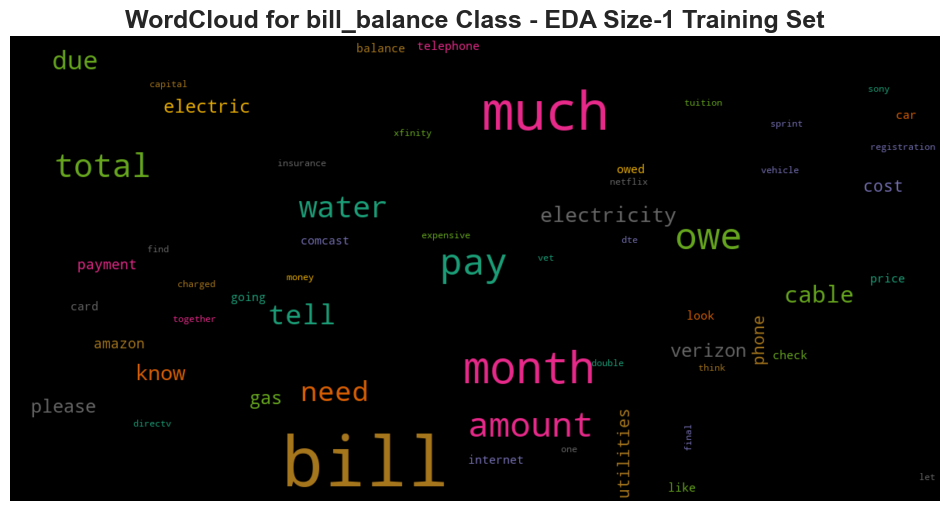 WordCloud for bill_balance Class - EDA Size-1 Training Set
balance
telephone
due
capital
electric
much
tuition
sony
car
sprint
xfinity
registration
total
insurance
owed
vehicle
netflix
cost
water
electricity
owe
comcast
expensive
dte
find
pay
vet
payment
charged
money
price
going
cable
card
tell
look
together
phone
amazon
verizon
check
month
double
think
know
need
gas
please
amount
directv
utilities
final
bill
internet
one
like
let